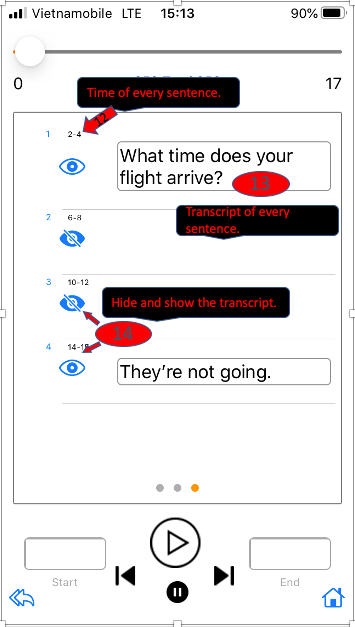 Vietnamobile LTE 15:13 90%
0 17
Time of every sentence.
12
1 2-4
What time does your
flight arrive?
13
2 6-8
Transcript of every
sentence.
3 10-12
Hide and show the transcript.
14
4
They're not going.
Start End